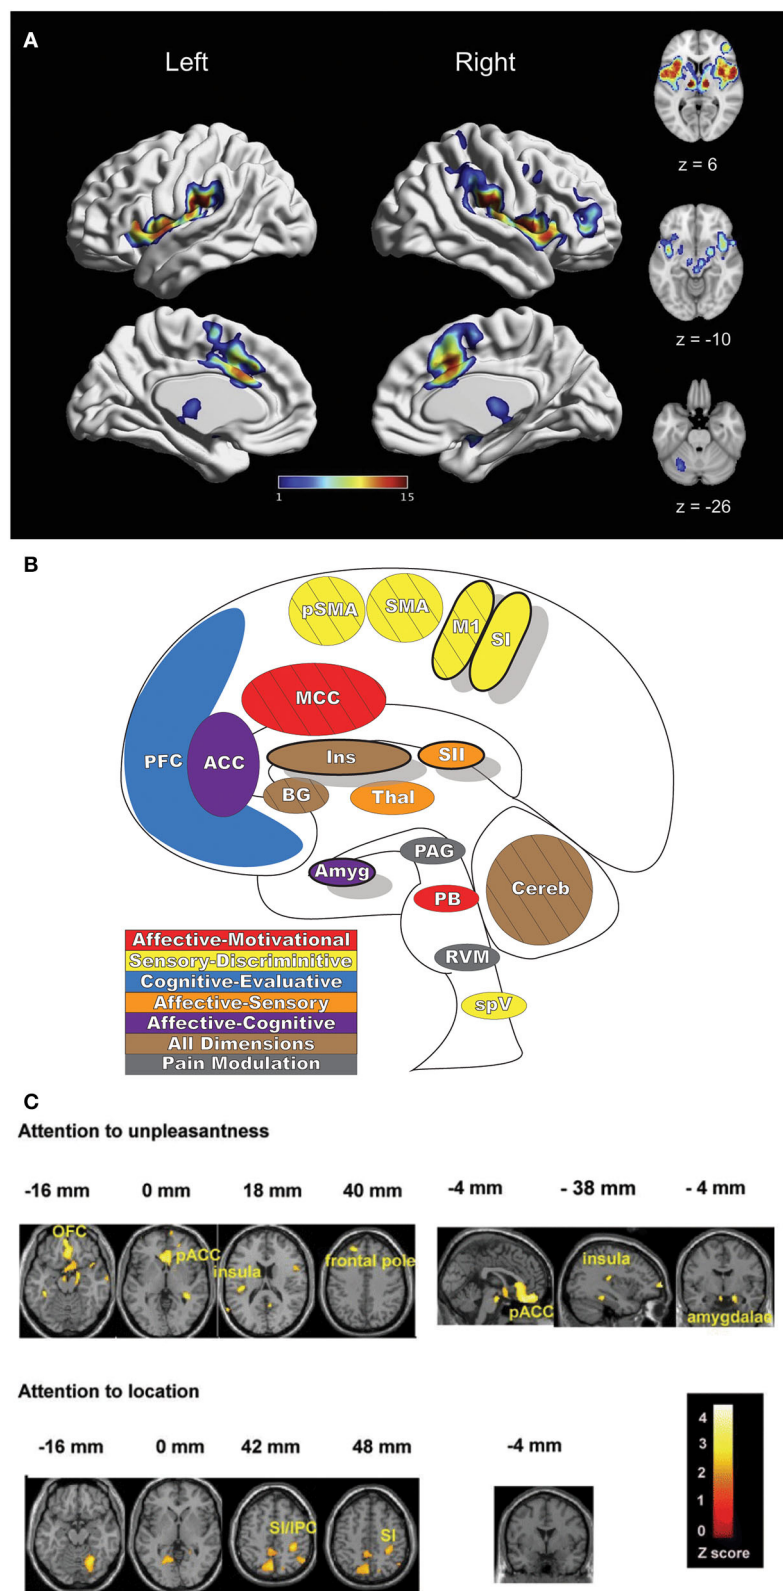 A
Left Right
z = 6
z = -10
1 15
z = -26
B
pSMA SMA M1 SI
MCC
PFC ACC Ins SII
BG Thal
Amyg PAG
PB Cereb
RVM
spV
Affective-Motivational
Sensory-Discriminitive
Cognitive-Evaluative
Affective-Sensory
Affective-Cognitive
All Dimensions
Pain Modulation
C
Attention to unpleasantness
-16 mm 0 mm 18 mm 40 mm -4 mm - 38 mm - 4 mm
OFC pACC insula frontal pole pACC insula amygdalae
Attention to location
-16 mm 0 mm 42 mm 48 mm -4 mm
SI/IPC SI
4
3
2
1
0
Z score